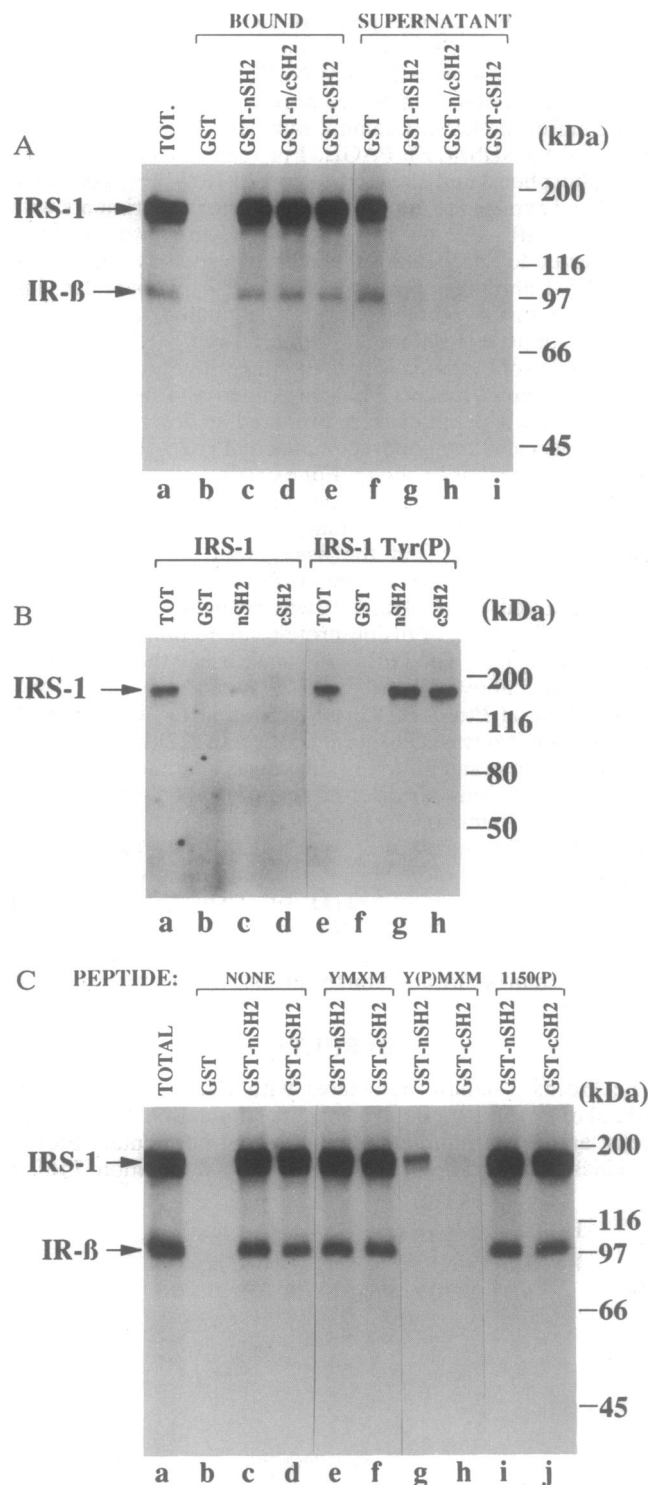 BOUND SUPERNATANT
TOT. GST GST-nSH2 GST-n/cSH2 GST-cSH2 GST GST-nSH2 GST-n/cSH2 GST-cSH2
A (kDa)
IRS-1 200
116
IR-ß 97
66
45
a b c d e f g h i
IRS-1 IRS-1 Tyr(P)
TOT GST nSH2 cSH2 TOT GST nSH2 cSH2
B (kDa)
IRS-1 200
116
80
50
a b c d e f g h
C PEPTIDE: NONE YMXM Y(P)MXM 1150(P)
TOTAL GST GST-nSH2 GST-cSH2 GST-nSH2 GST-cSH2 GST-nSH2 GST-cSH2 GST-nSH2 GST-cSH2
(kDa)
IRS-1 200
116
IR-ß 97
66
45
a b c d e f g h i j